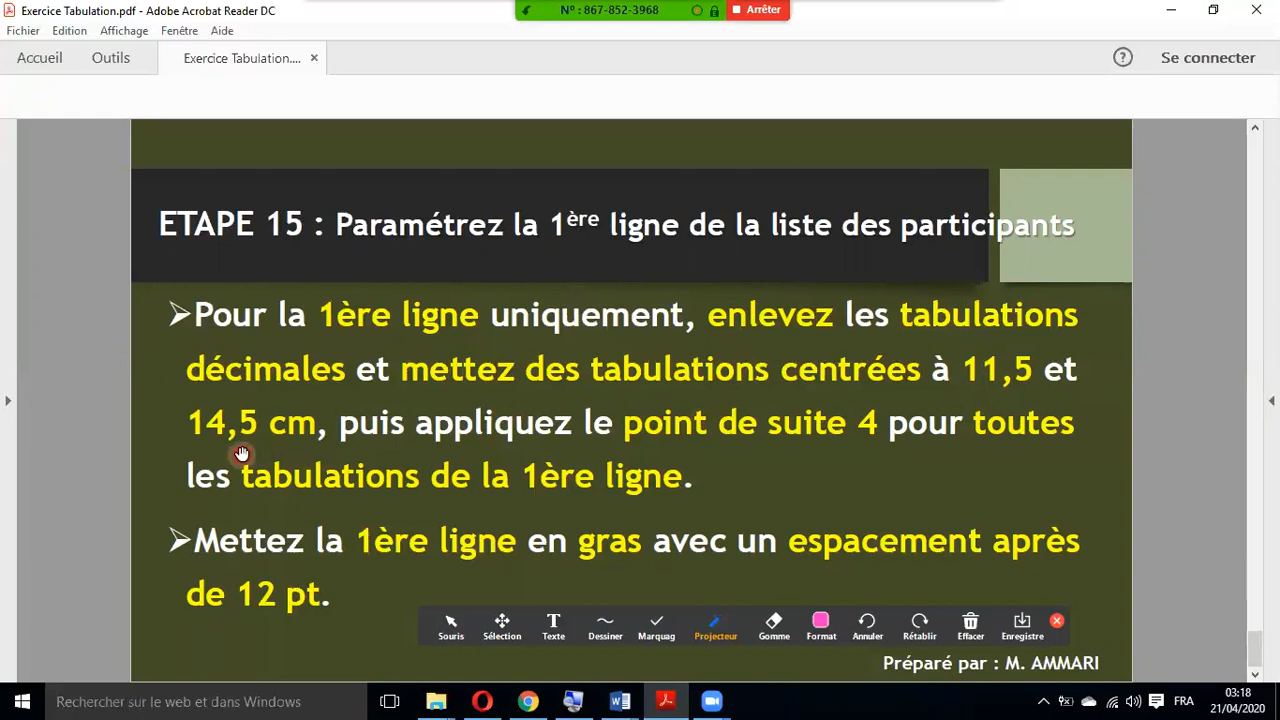 Exercice Tabulation.pdf - Adobe Acrobat Reader DC
N° : 867-852-3968
Arrêter
Fichier Edition Affichage Fenêtre Aide
Accueil Outils Exercice Tabulation.... × Se connecter
ETAPE 15 : Paramétrez la 1ère ligne de la liste des participants
➢Pour la 1ère ligne uniquement, enlevez les tabulations
décimales et mettez des tabulations centrées à 11,5 et
14,5 cm, puis appliquez le point de suite 4 pour toutes
les tabulations de la 1ère ligne.
➢Mettez la 1ère ligne en gras avec un espacement après
de 12 pt.
Souris Sélection Texte Dessiner Marquag Projecteur Gomme Format Annuler Rétablir Effacer Enregistre
Préparé par : M. AMMARI
Rechercher sur le web et dans Windows
FRA
03:18
21/04/2020